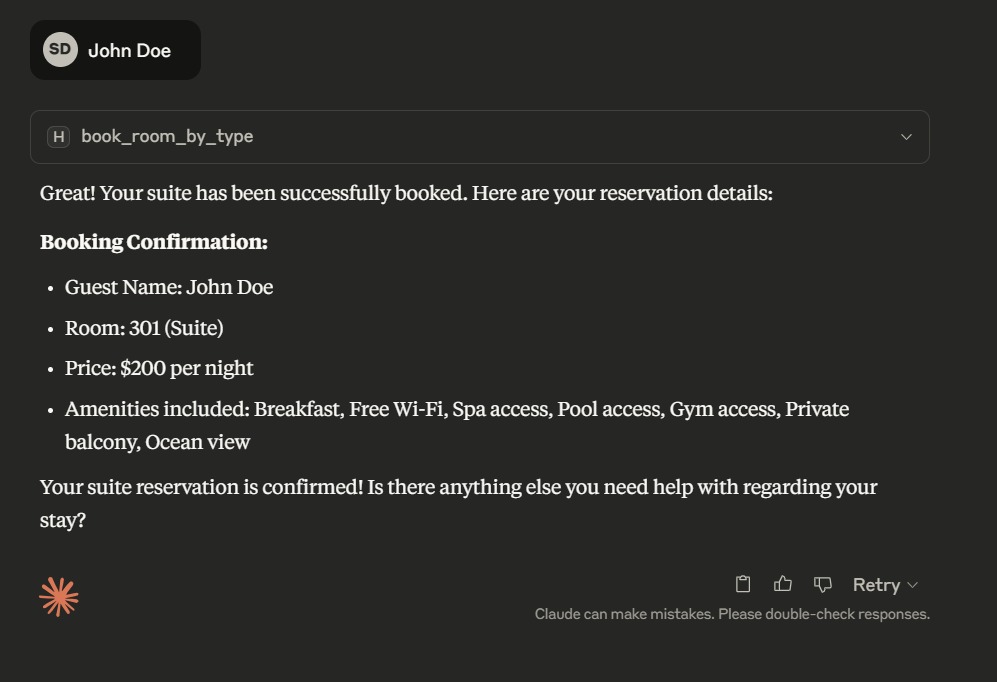 SD John Doe
H book_room_by_type
Great! Your suite has been successfully booked. Here are your reservation details:
Booking Confirmation:
• Guest Name: John Doe
• Room: 301 (Suite)
• Price: $200 per night
• Amenities included: Breakfast, Free Wi-Fi, Spa access, Pool access, Gym access, Private
balcony, Ocean view
Your suite reservation is confirmed! Is there anything else you need help with regarding your
stay?
Retry
Claude can make mistakes. Please double-check responses.